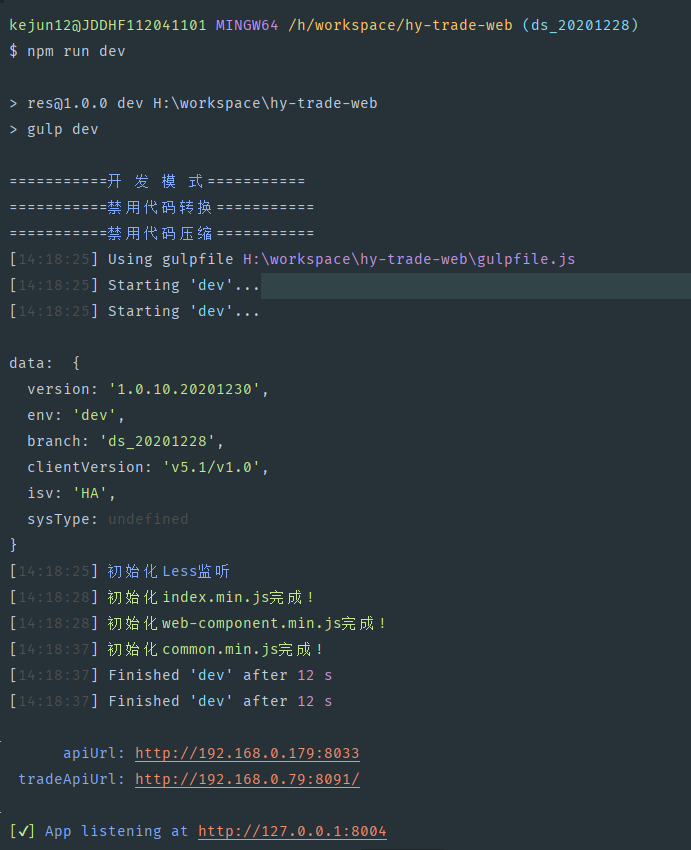 kejun12@JDDHF112041101 MINGW64 /h/workspace/hy-trade-web (ds_20201228)
$ npm run dev
> res@1.0.0 dev H:\workspace\hy-trade-web
> gulp dev
===========开 发 模 式===========
===========禁用代码转换===========
===========禁用代码压缩===========
[14:18:25] Using gulpfile H:\workspace\hy-trade-web\gulpfile.js
[14:18:25] Starting 'dev'...
[14:18:25] Starting 'dev'...
data:  {
  version: '1.0.10.20201230',
  env: 'dev',
  branch: 'ds_20201228',
  clientVersion: 'v5.1/v1.0',
  isv: 'HA',
  sysType: undefined
}
[14:18:25] 初始化Less监听
[14:18:28] 初始化index.min.js完成！
[14:18:28] 初始化web-component.min.js完成！
[14:18:37] 初始化common.min.js完成！
[14:18:37] Finished 'dev' after 12 s
[14:18:37] Finished 'dev' after 12 s
      apiUrl: http://192.168.0.179:8033
 tradeApiUrl: http://192.168.0.79:8091/
[✓] App listening at http://127.0.0.1:8004